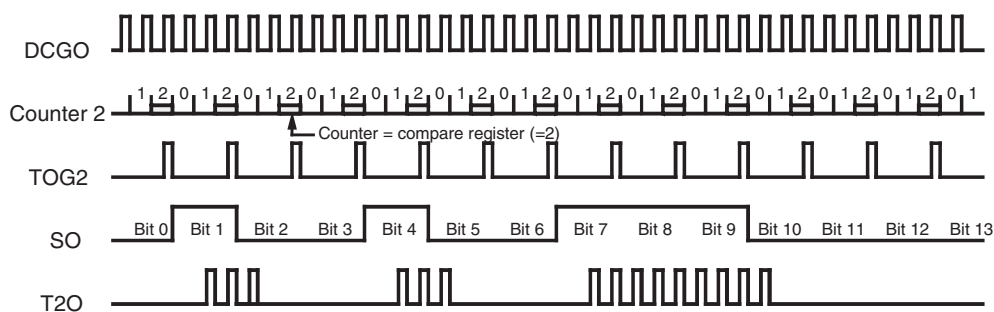 DCGO
Counter 2
1 2 0 1 2 0 1 2 0 1 2 0 1 2 0 1 2 0 1 2 0 1 2 0 1 2 0 1 2 0 1 2 0 1 2 0 1 2 0 1
Counter = compare register (=2)
TOG2
SO
Bit 0 Bit 1 Bit 2 Bit 3 Bit 4 Bit 5 Bit 6 Bit 7 Bit 8 Bit 9 Bit 10 Bit 11 Bit 12 Bit 13
T2O